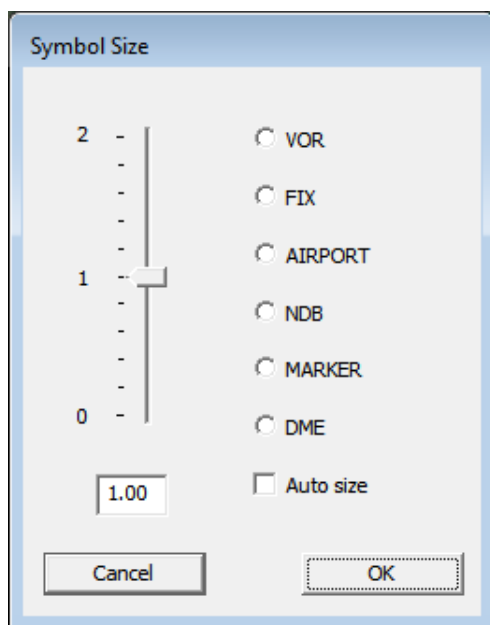 Symbol Size
2
1
0
1.00
VOR
FIX
AIRPORT
NDB
MARKER
DME
Auto size
Cancel
OK